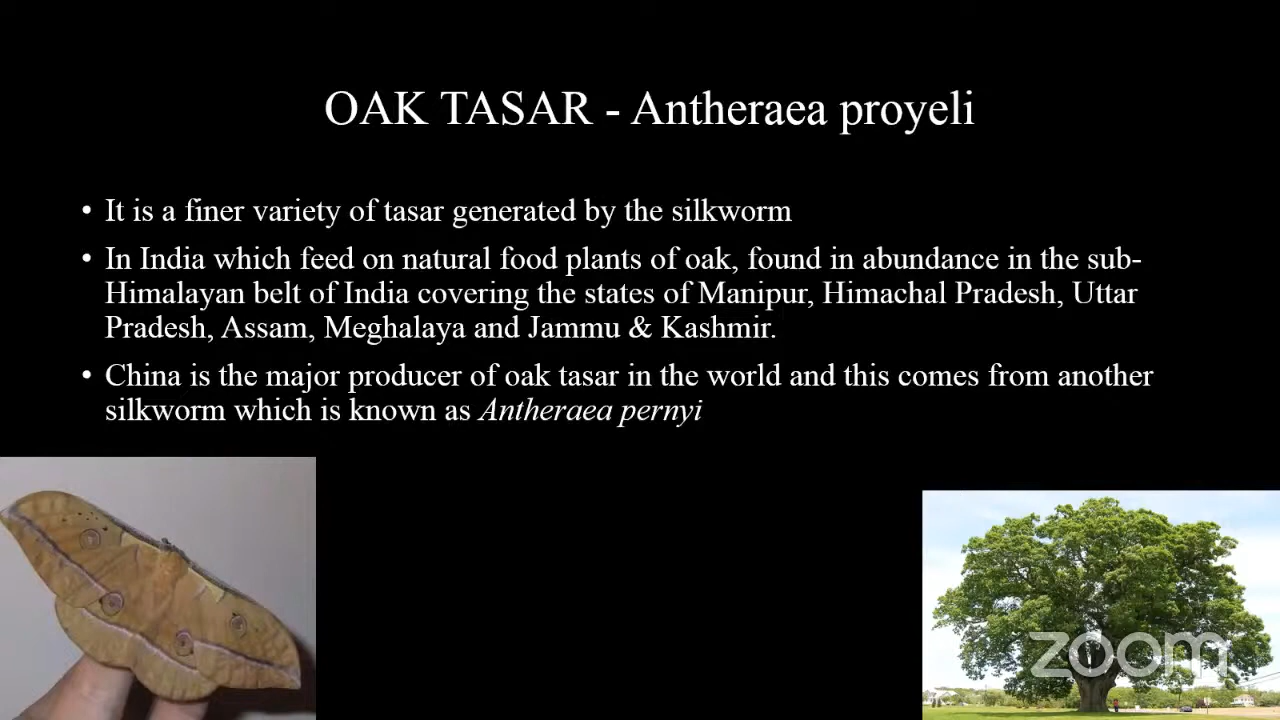 OAK TASAR - Antheraea proyeli
• It is a finer variety of tasar generated by the silkworm
• In India which feed on natural food plants of oak, found in abundance in the sub-
Himalayan belt of India covering the states of Manipur, Himachal Pradesh, Uttar
Pradesh, Assam, Meghalaya and Jammu & Kashmir.
• China is the major producer of oak tasar in the world and this comes from another
silkworm which is known as Antheraea pernyi
zoom